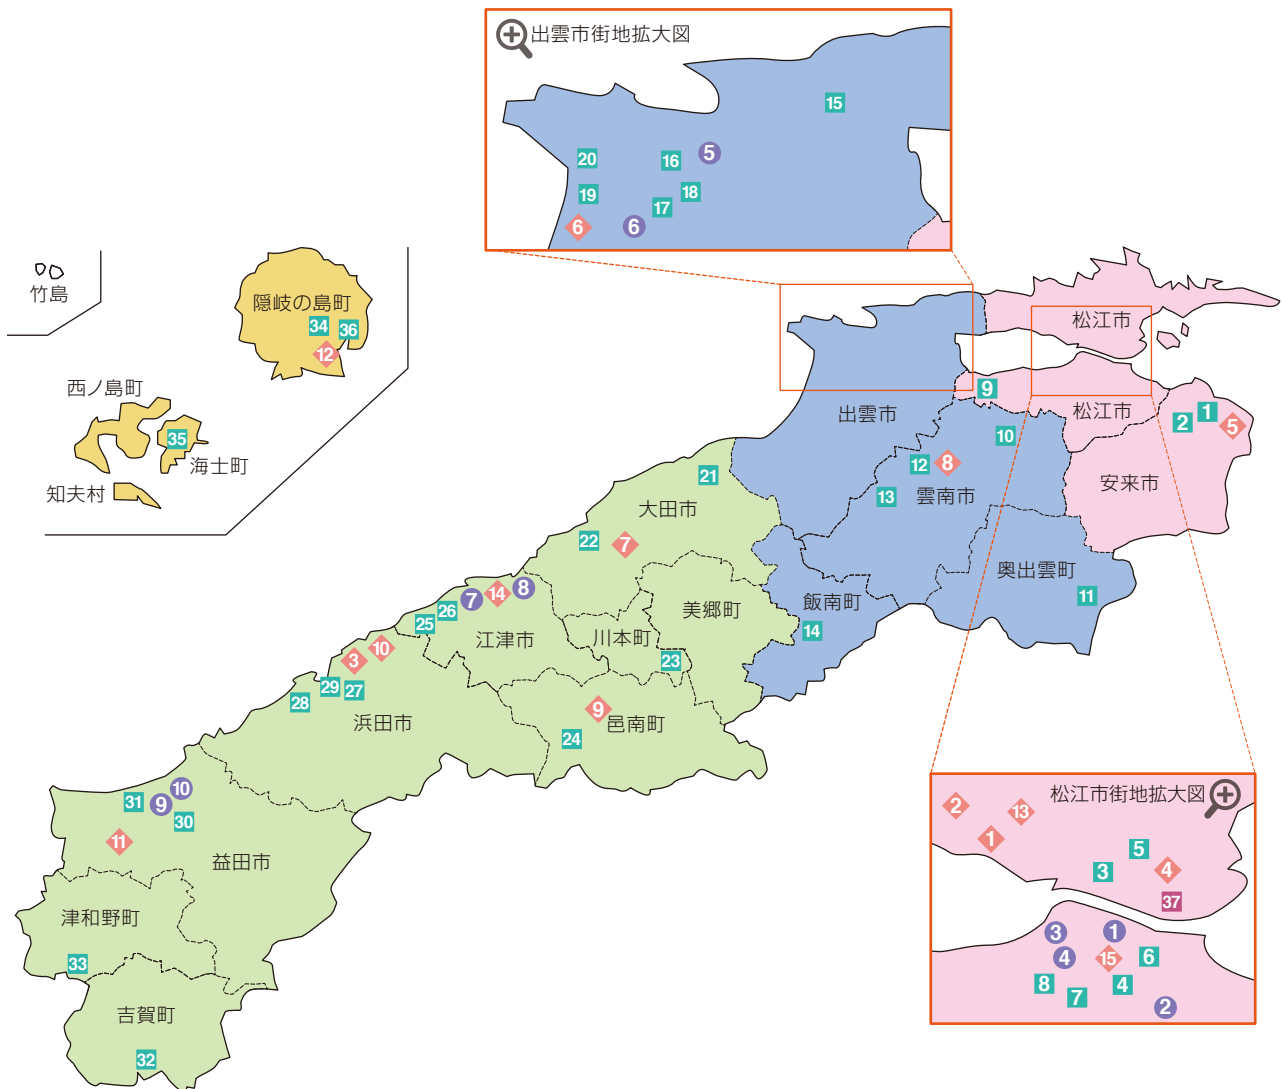 出雲市街地拡大図
15
20
16
5
19
18
17
6
6
竹島
隠岐の島町
34
36
12
西ノ島町
35
海士町
知夫村
松江市
9
松江市
1
2
5
出雲市
10
12
8
13
雲南市
安来市
21
大田市
22
7
奥出雲町
11
飯南町
14
美郷町
8
7
14
26
25
江津市
川本町
23
10
3
29
27
28
浜田市
9
邑南町
24
10
31
9
30
11
益田市
津和野町
33
吉賀町
32
松江市街地拡大図
2
13
1
5
3
4
37
3
1
4
15
6
8
7
4
2